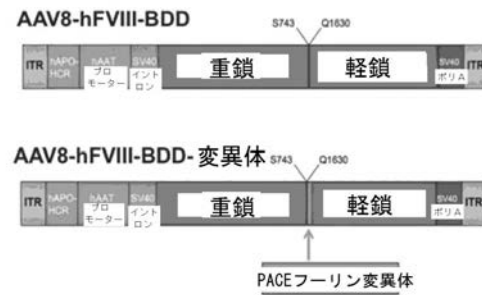 AAV8-hFVIII-BDD
S743 Q1630
ITR hAPO-HCR hAAT プロモーター SV40 イントロン 重鎖 軽鎖 SV40 ポリA ITR
AAV8-hFVIII-BDD-変異体 S743 Q1630
ITR hAPO-HCR hAAT プロモーター SV40 イントロン 重鎖 軽鎖 SV40 ポリA ITR
PACEフーリン変異体